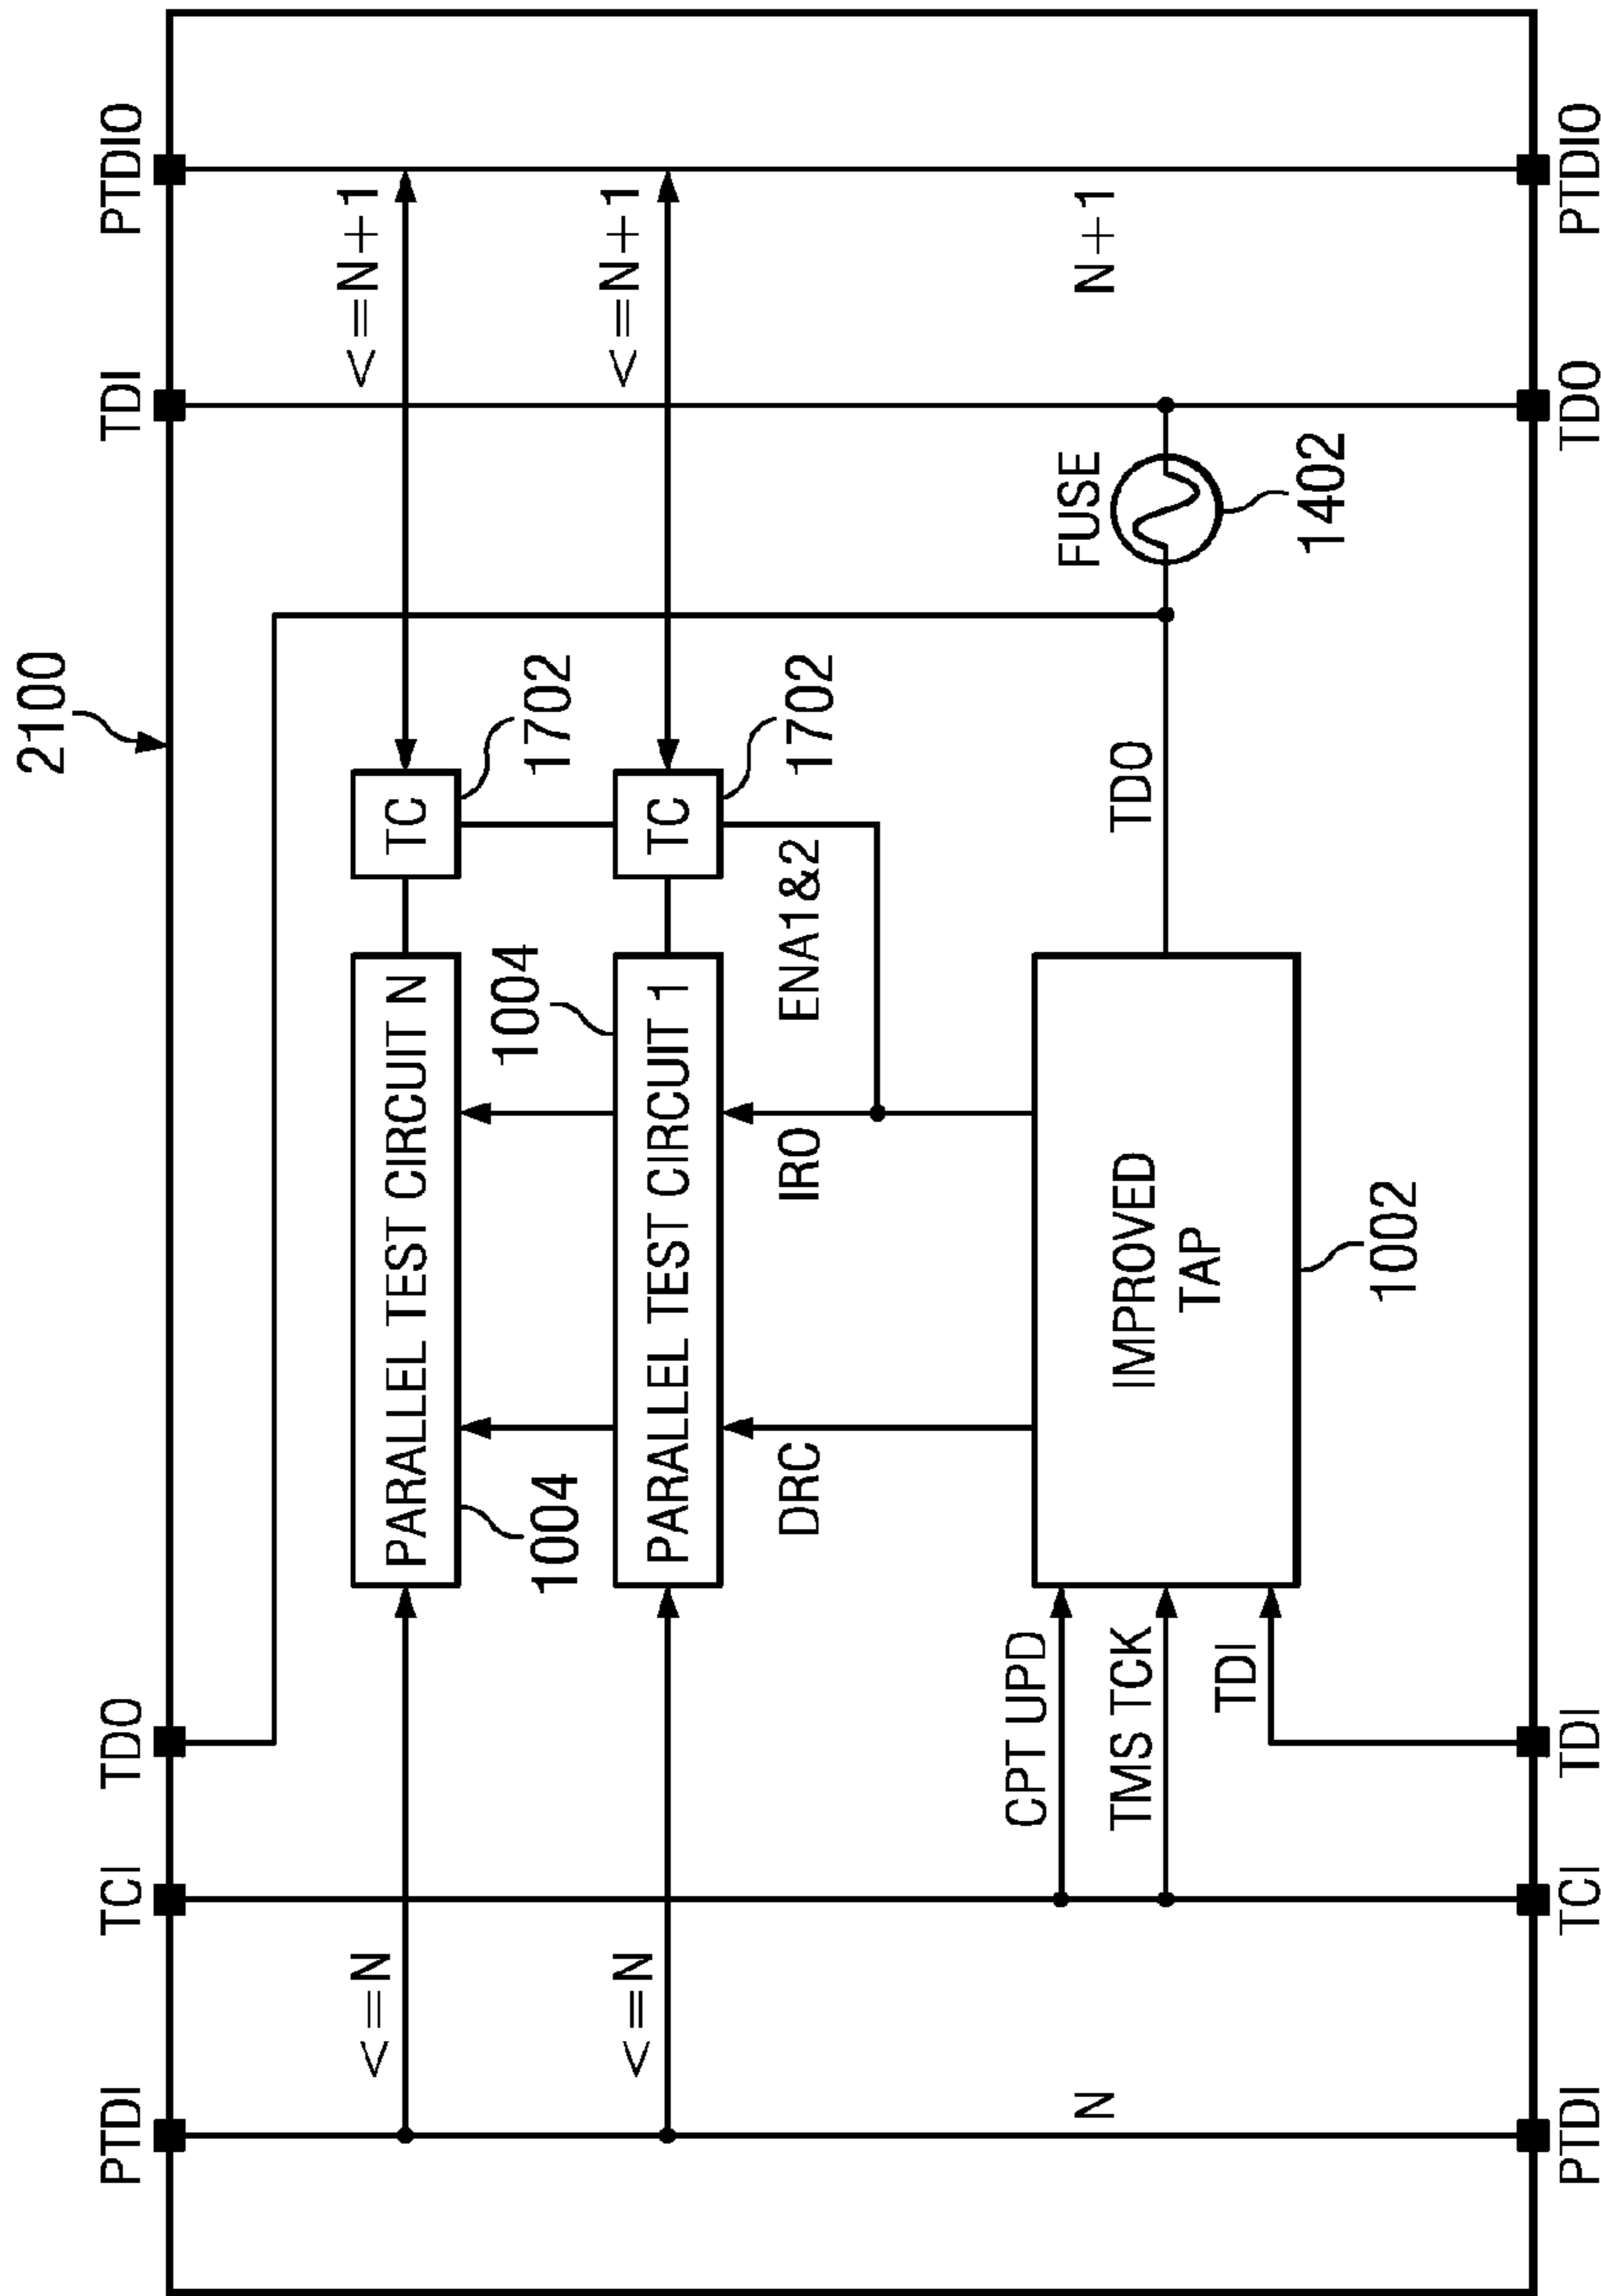 2100
PTDI
TCI
TDO
TDI
PTDIO
<=N
<=N+1
PARALLEL TEST CIRCUIT N
TC
1004
1004
1702
<=N
<=N+1
PARALLEL TEST CIRCUIT 1
TC
DRC
IRO
ENA1&2
1702
CPT UPD
FUSE
N
N+1
TMS TCK
IMPROVED
TAP
TDO
TDI
1402
1002
PTDI
TCI
TDI
TDO
PTDIO